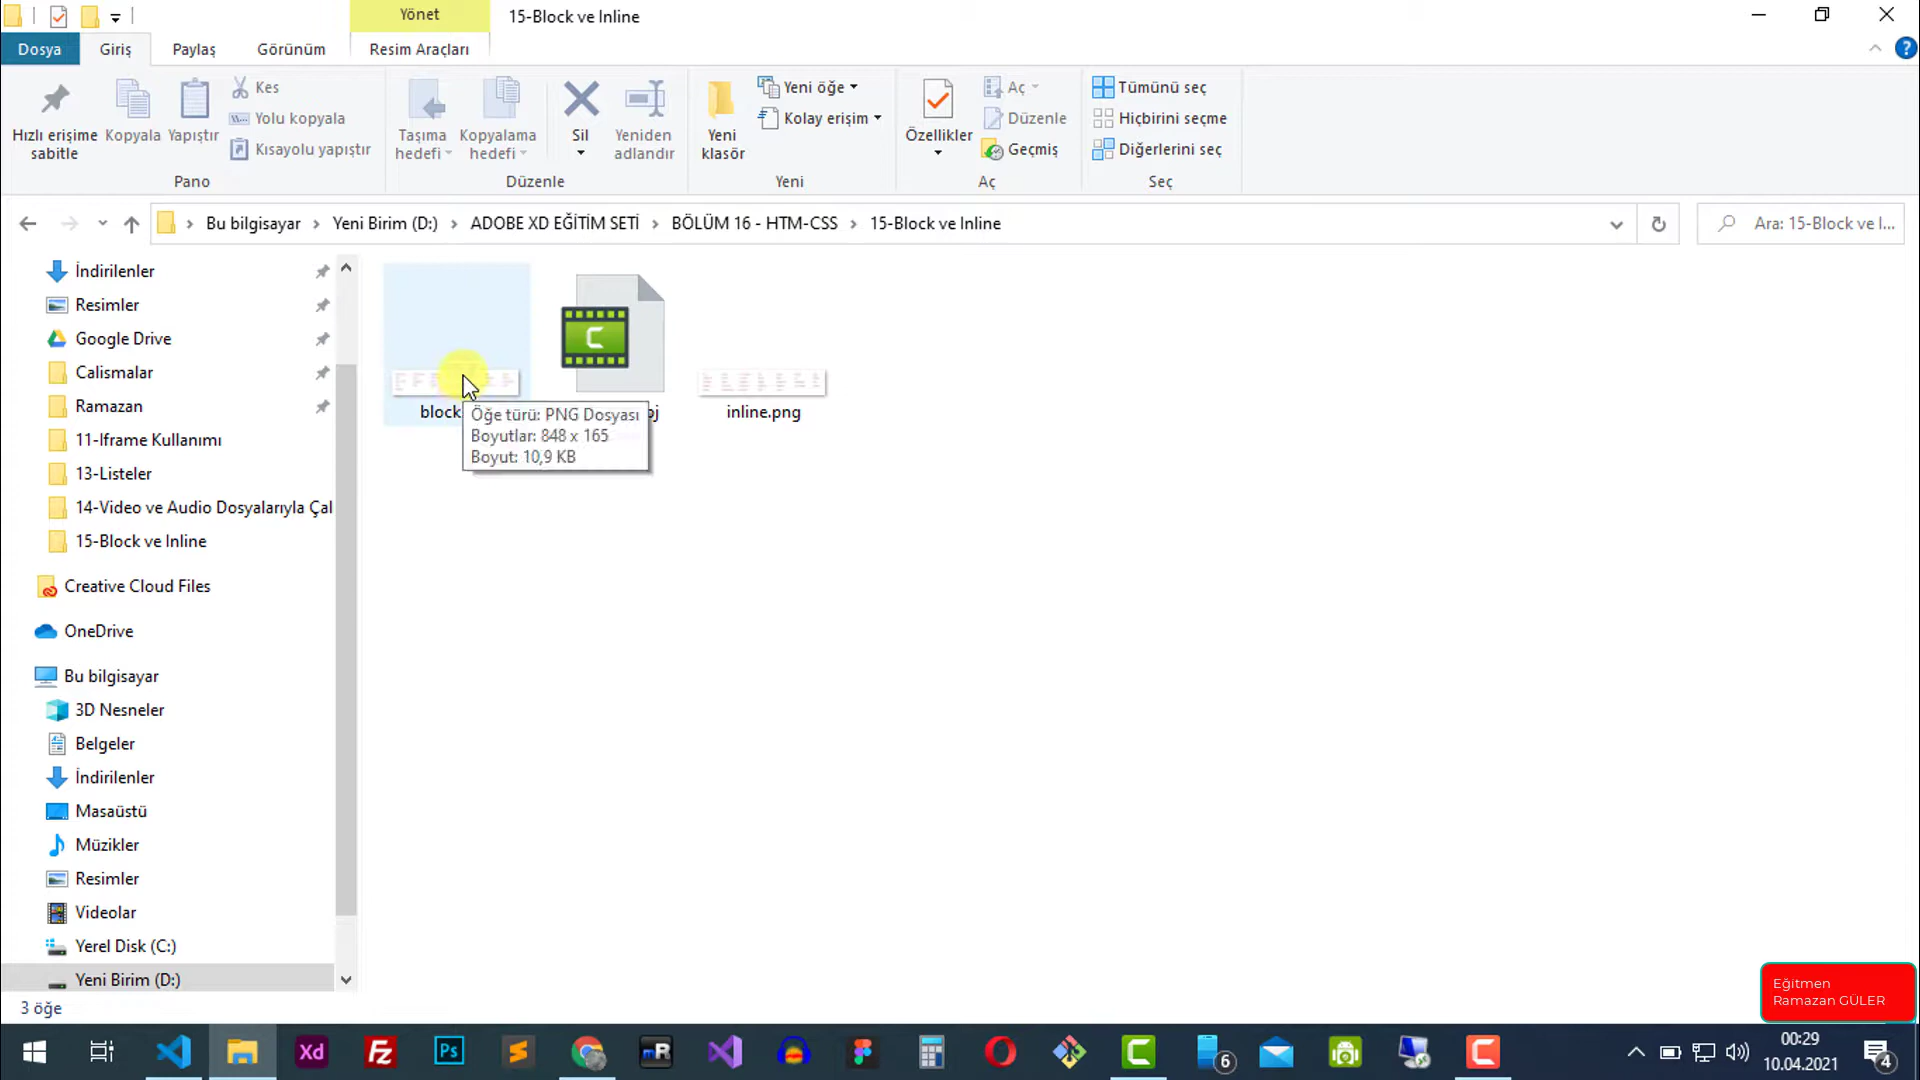 Yönet
15-Block ve Inline
Dosya
Giriş
Paylaş
Görünüm
Resim Araçları
Hızlı erişime
sabitle
Kopyala
Yapıştır
Kes
Yolu kopyala
Kısayolu yapıştır
Pano
Taşıma
hedefi
Kopyalama
hedefi
Sil
Yeniden
adlandır
Düzenle
Yeni
klasör
Yeni öğe
Kolay erişim
Yeni
Özellikler
Aç
Düzenle
Geçmiş
Aç
Tümünü seç
Hiçbirini seçme
Diğerlerini seç
Seç
Bu bilgisayar
Yeni Birim (D:)
ADOBE XD EĞİTİM SETİ
BÖLÜM 16 - HTM-CSS
15-Block ve Inline
Ara: 15-Block ve I...
İndirilenler
Resimler
Google Drive
Calismalar
Ramazan
11-Iframe Kullanımı
13-Listeler
14-Video ve Audio Dosyalarıyla Çal
15-Block ve Inline
Creative Cloud Files
OneDrive
Bu bilgisayar
3D Nesneler
Belgeler
İndirilenler
Masaüstü
Müzikler
Resimler
Videolar
Yerel Disk (C:)
Yeni Birim (D:)
block
inline.png
Öğe türü: PNG Dosyası
Boyutlar: 848 x 165
Boyut: 10,9 KB
3 öğe
Eğitmen
Ramazan GÜLER
Xd
Fz
Ps
mR
6
00:29
10.04.2021
4